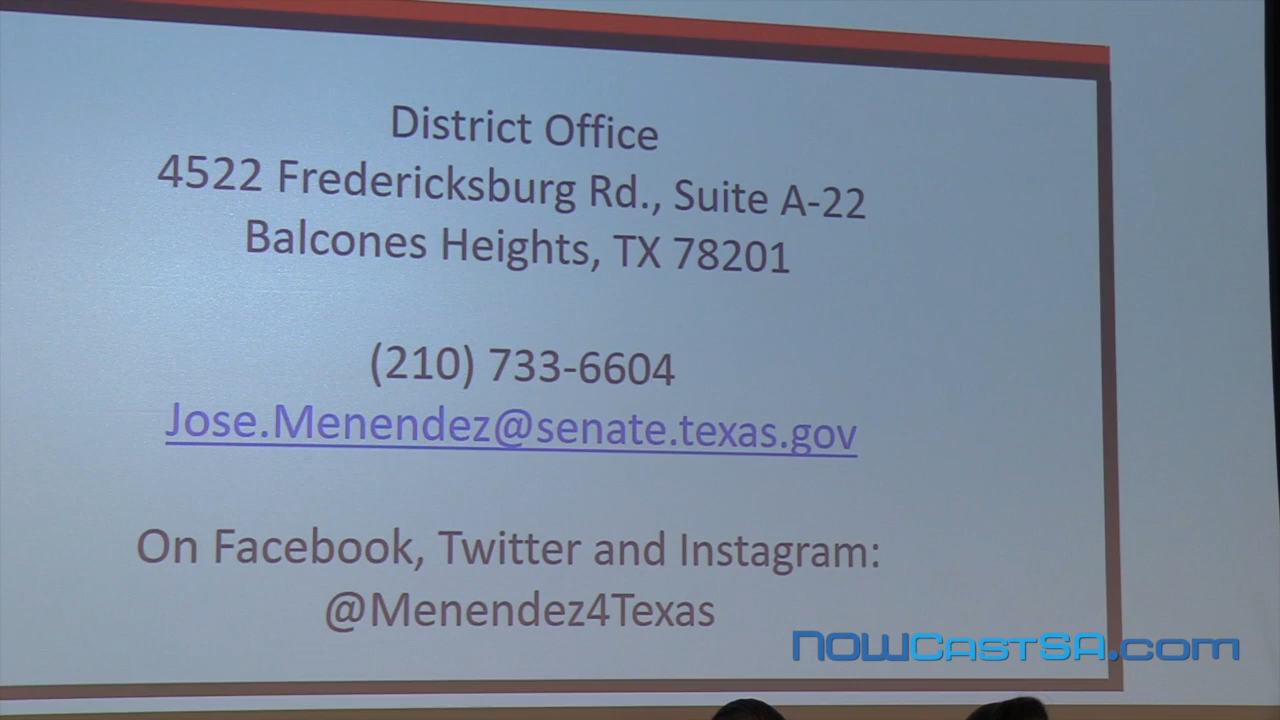 District Office
4522 Fredericksburg Rd., Suite A-22
Balcones Heights, TX 78201
(210) 733-6604
Jose.Menendez@senate.texas.gov
On Facebook, Twitter and Instagram:
@Menendez4Texas
NOWCastSA.com